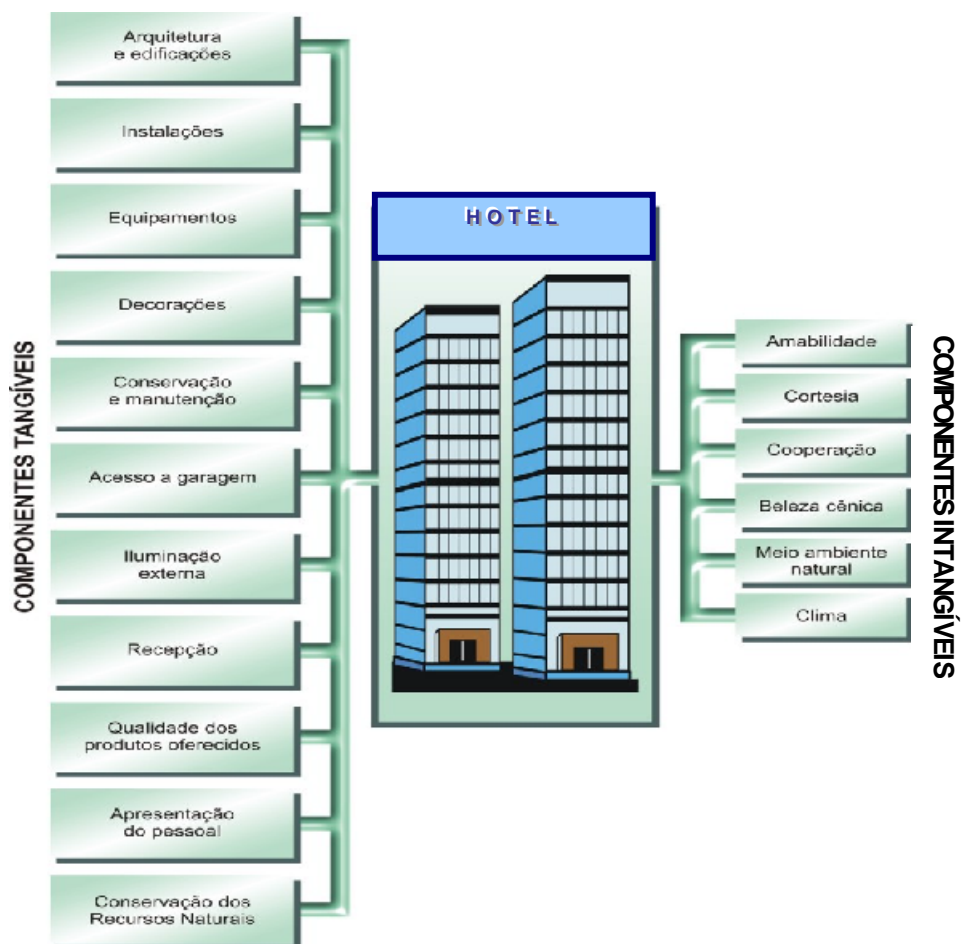 COMPONENTES TANGÍVEIS
Arquitetura
e edificações
Instalações
Equipamentos
Decorações
Conservação
e manutenção
Acesso a garagem
Iluminação
externa
Recepção
Qualidade dos
produtos oferecidos
Apresentação
do pessoal
Conservação dos
Recursos Naturais
HOTEL
Amabilidade
Cortesia
Cooperação
Beleza cênica
Meio ambiente
natural
Clima
COMPONENTES INTANGÍVEIS